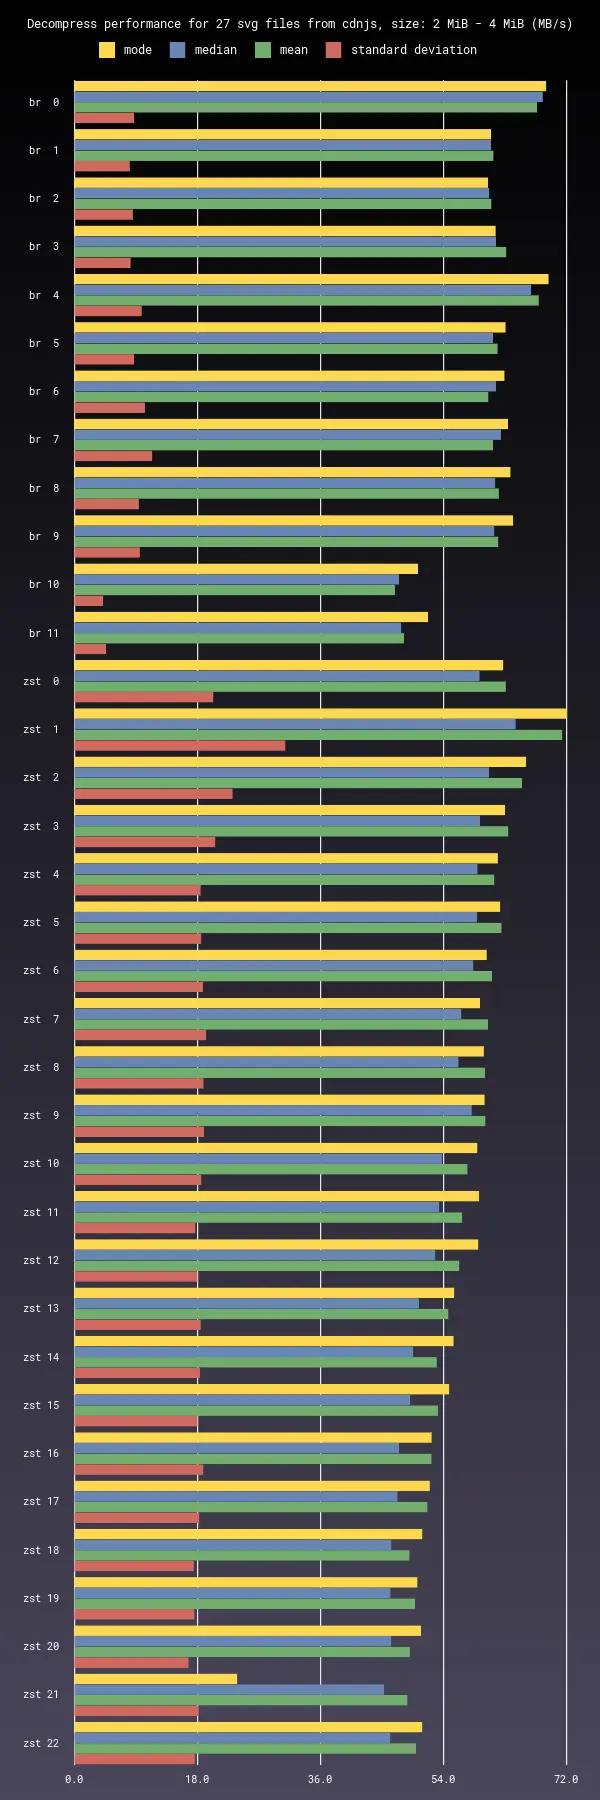 Decompress performance for 27 svg files from cdnjs, size: 2 MiB - 4 MiB (MB/s)
mode median mean standard deviation
br 0
br 1
br 2
br 3
br 4
br 5
br 6
br 7
br 8
br 9
br 10
br 11
zst 0
zst 1
zst 2
zst 3
zst 4
zst 5
zst 6
zst 7
zst 8
zst 9
zst 10
zst 11
zst 12
zst 13
zst 14
zst 15
zst 16
zst 17
zst 18
zst 19
zst 20
zst 21
zst 22
0.0 18.0 36.0 54.0 72.0